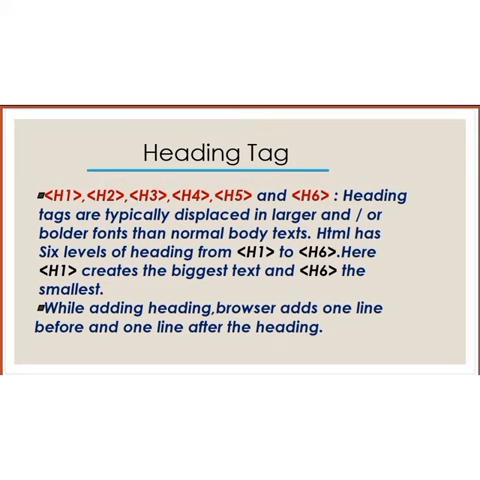 Heading Tag
<H1>,<H2>,<H3>,<H4>,<H5> and <H6> : Heading
tags are typically displaced in larger and / or
bolder fonts than normal body texts. Html has
Six levels of heading from <H1> to <H6>.Here
<H1> creates the biggest text and <H6> the
smallest.
While adding heading,browser adds one line
before and one line after the heading.